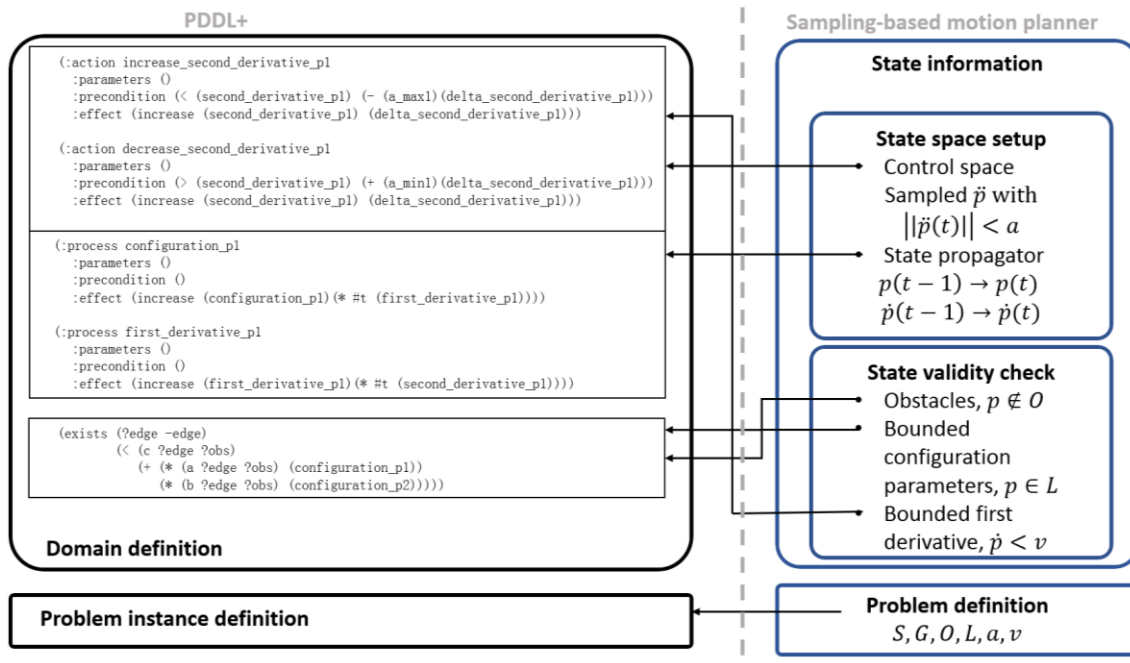 PDDL+
(:action increase_second_derivative_p1
:parameters ()
:precondition (< (second_derivative_p1) (- (a_max1)(delta_second_derivative_p1)))
:effect (increase (second_derivative_p1) (delta_second_derivative_p1)))
(:action decrease_second_derivative_p1
:parameters ()
:precondition (> (second_derivative_p1) (+ (a_min1)(delta_second_derivative_p1)))
:effect (increase (second_derivative_p1) (delta_second_derivative_p1)))
(:process configuration_p1
:parameters ()
:precondition ()
:effect (increase (configuration_p1)(* #t (first_derivative_p1))))
(:process first_derivative_p1
:parameters ()
:precondition ()
:effect (increase (first_derivative_p1)(* #t (second_derivative_p1))))
(exists (?edge -edge)
(< (c ?edge ?obs)
(+ (* (a ?edge ?obs) (configuration_p1))
(* (b ?edge ?obs) (configuration_p2)))))
Domain definition
Problem instance definition
Sampling-based motion planner
State information
State space setup
Control space
Sampled p̈ with
||p̈(t)|| < a
State propagator
p(t − 1) → p(t)
ṗ(t − 1) → ṗ(t)
State validity check
Obstacles, p ∉ O
Bounded
configuration
parameters, p ∈ L
Bounded first
derivative, ṗ < v
Problem definition
S, G, O, L, a, v